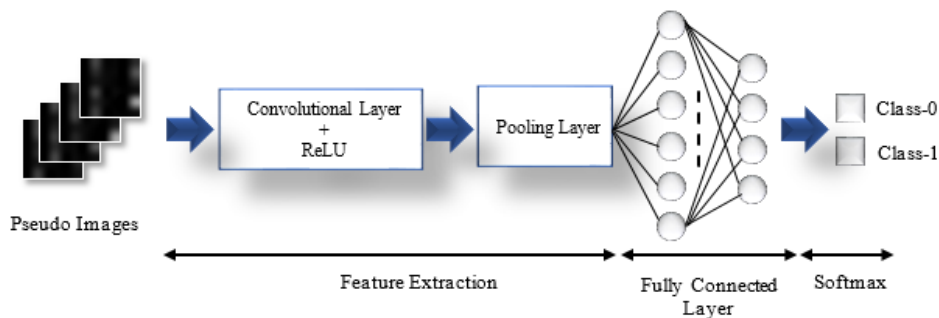 Pseudo Images
Convolutional Layer
+
ReLU
Pooling Layer
Class-0
Class-1
Feature Extraction
Fully Connected
Layer
Softmax